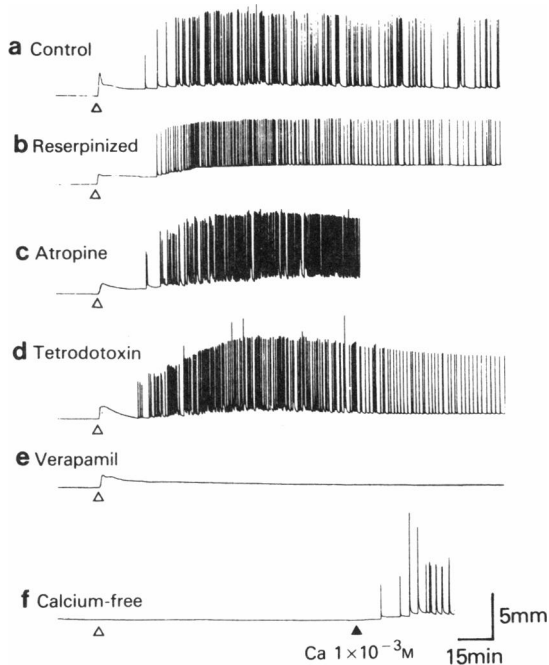 a Control
b Reserpinized
c Atropine
d Tetrodotoxin
e Verapamil
f Calcium-free
Ca 1×10⁻³M
5mm
15min